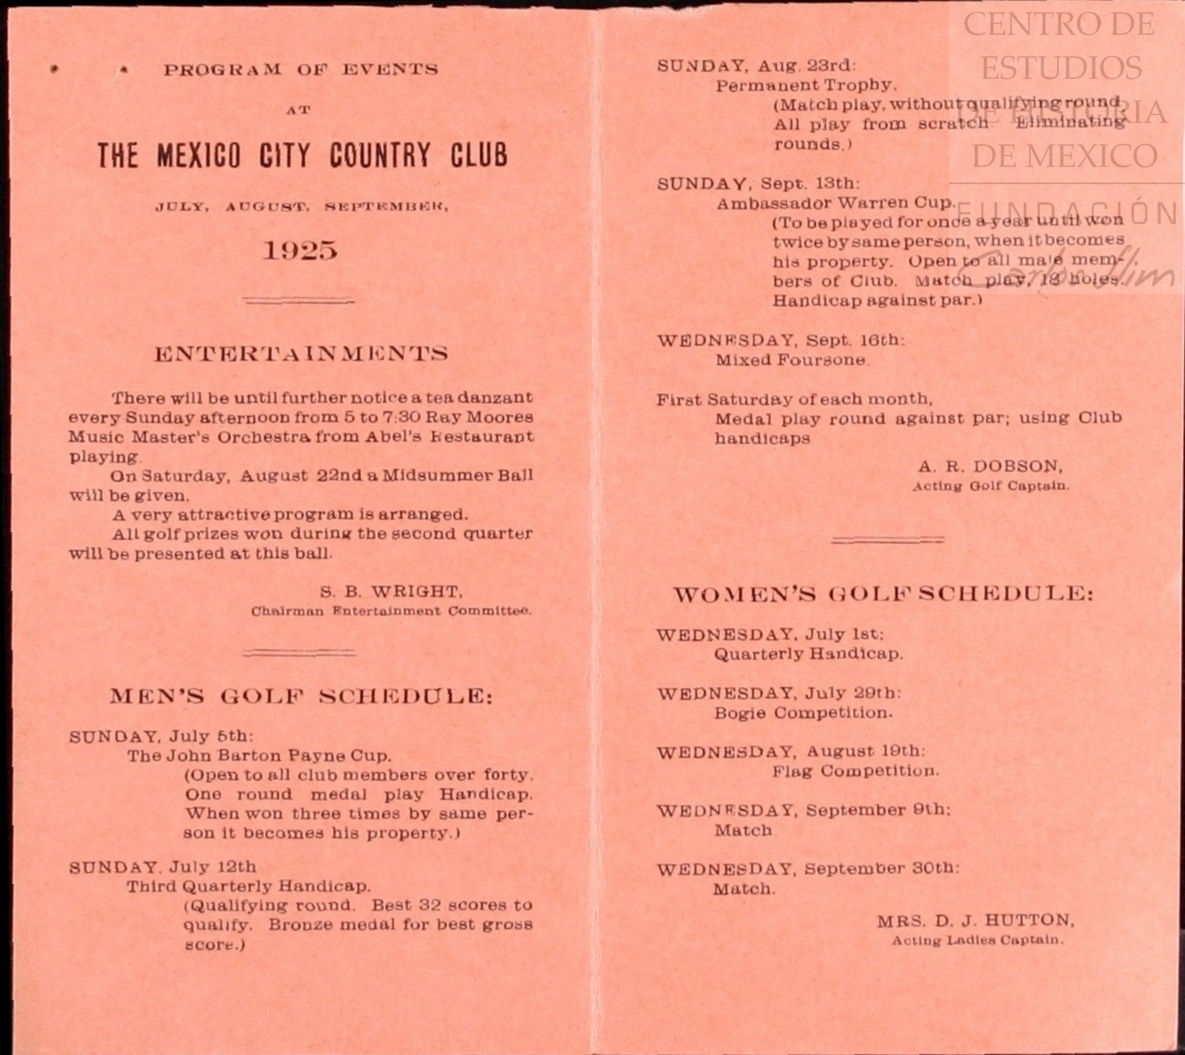 PROGRAM OF EVENTS
AT
THE MEXICO CITY COUNTRY CLUB
JULY, AUGUST, SEPTEMBER,
1925
ENTERTAINMENTS
There will be until further notice a tea danzant
every Sunday afternoon from 5 to 7:30 Ray Moores
Music Master's Orchestra from Abel's Restaurant
playing.
On Saturday, August 22nd a Midsummer Ball
will be given.
A very attractive program is arranged.
All golf prizes won during the second quarter
will be presented at this ball.
S. B. WRIGHT,
Chairman Entertainment Committee.
MEN'S GOLF SCHEDULE:
SUNDAY, July 5th:
The John Barton Payne Cup.
(Open to all club members over forty.
One round medal play Handicap.
When won three times by same per-
son it becomes his property.)
SUNDAY, July 12th
Third Quarterly Handicap.
(Qualifying round. Best 32 scores to
qualify. Bronze medal for best gross
score.)
SUNDAY, Aug. 23rd:
Permanent Trophy.
(Match play, without qualifying round
All play from scratch Eliminating
rounds.)
SUNDAY, Sept. 13th:
Ambassador Warren Cup.
(To be played for once a year until won
twice by same person, when it becomes
his property. Open to all male mem-
bers of Club. Match play, 18 holes.
Handicap against par.)
WEDNESDAY, Sept. 16th:
Mixed Foursone.
First Saturday of each month,
Medal play round against par; using Club
handicaps
A. R. DOBSON,
Acting Golf Captain.
WOMEN'S GOLF SCHEDULE:
WEDNESDAY, July 1st:
Quarterly Handicap.
WEDNESDAY, July 29th:
Bogie Competition.
WEDNESDAY, August 19th:
Flag Competition.
WEDNESDAY, September 9th:
Match
WEDNESDAY, September 30th:
Match.
MRS. D. J. HUTTON,
Acting Ladies Captain.
CENTRO DE
ESTUDIOS
DE HISTORIA
DE MEXICO
FUNDACIÓN
Carlos Slim